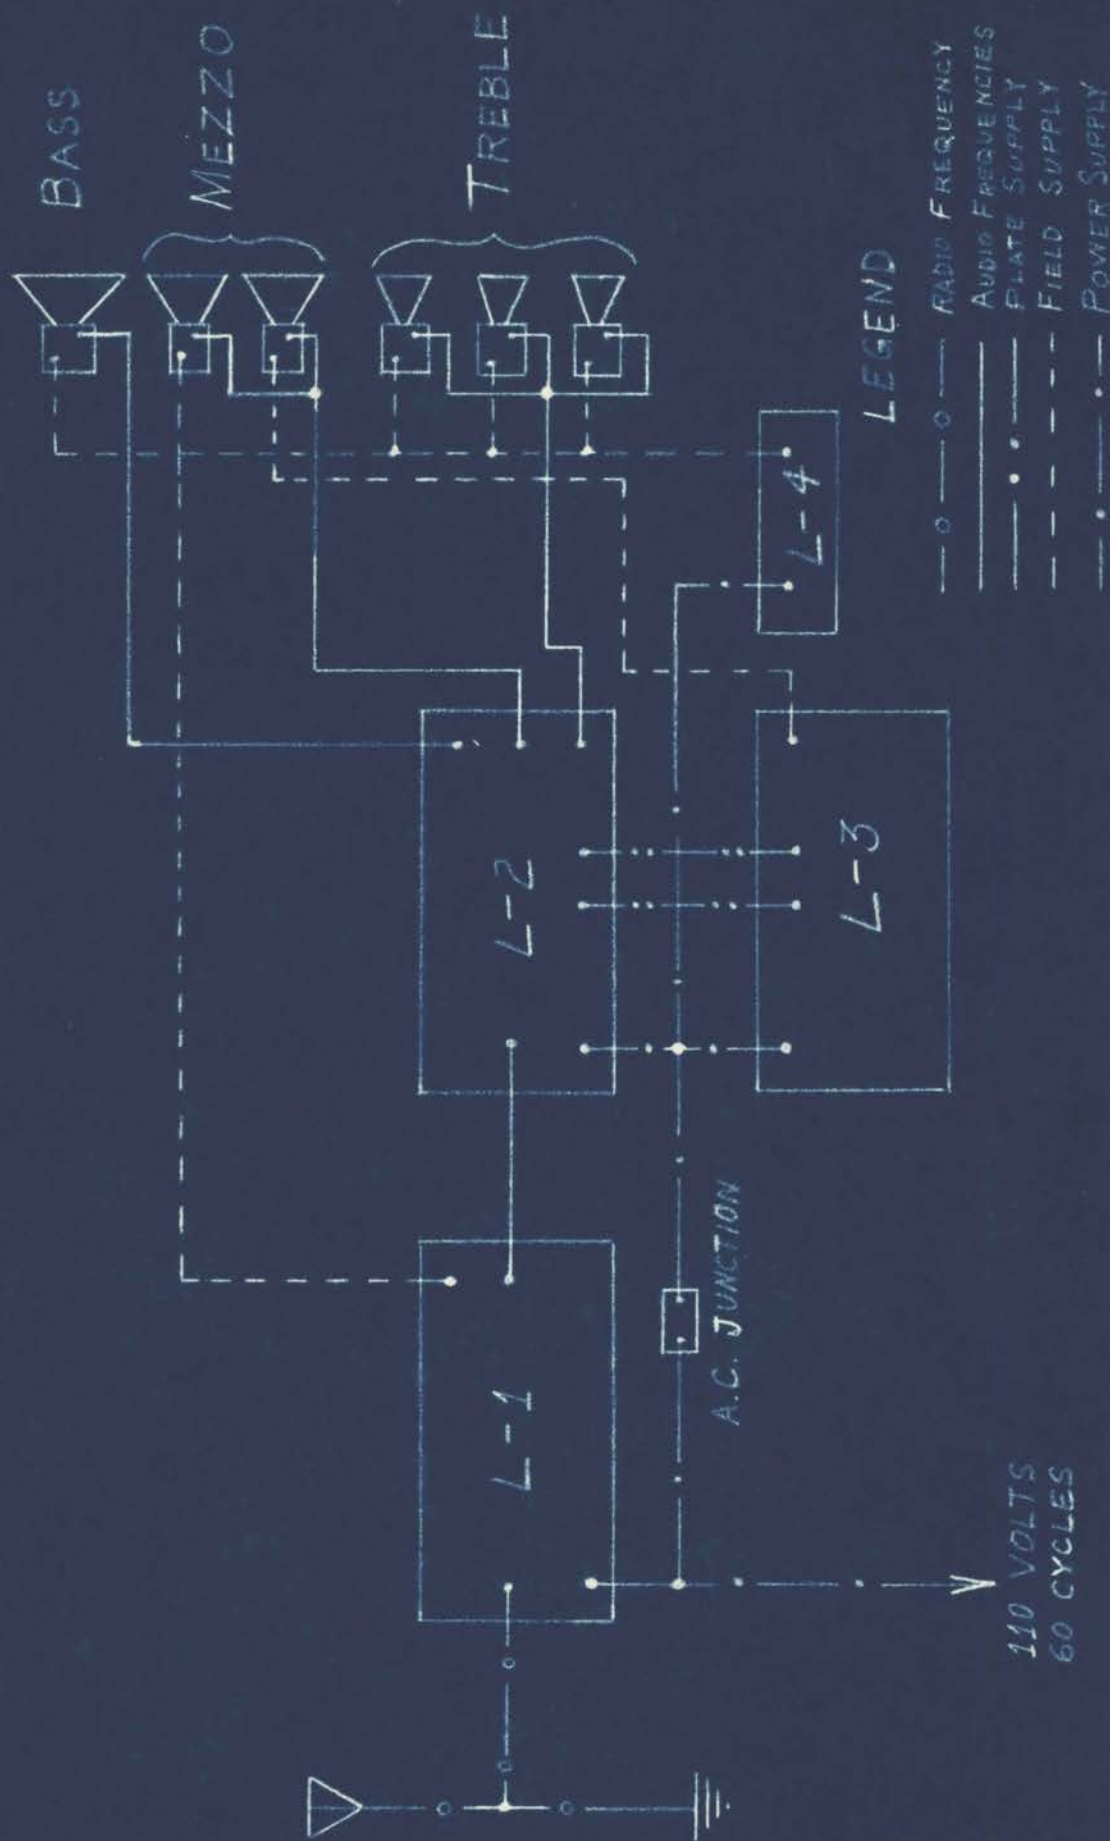 BASS
MEZZO
TREBLE
L-1
L-2
L-3
L-4
A.C. JUNCTION
110 VOLTS
60 CYCLES
LEGEND
RADIO FREQUENCY
AUDIO FREQUENCIES
PLATE SUPPLY
FIELD SUPPLY
POWER SUPPLY